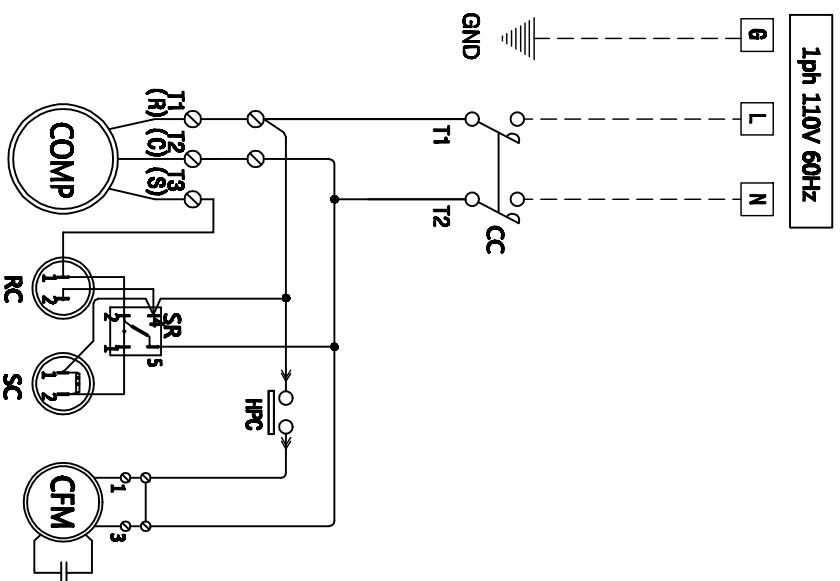 1ph 110V 60Hz
G
L
N
GND
T1
T2
CC
T1
(R)
T2
(C)
T3
(S)
COMP
RC
1
2
SR
2
4
1
5
SC
1
2
HPC
CFM
1
3